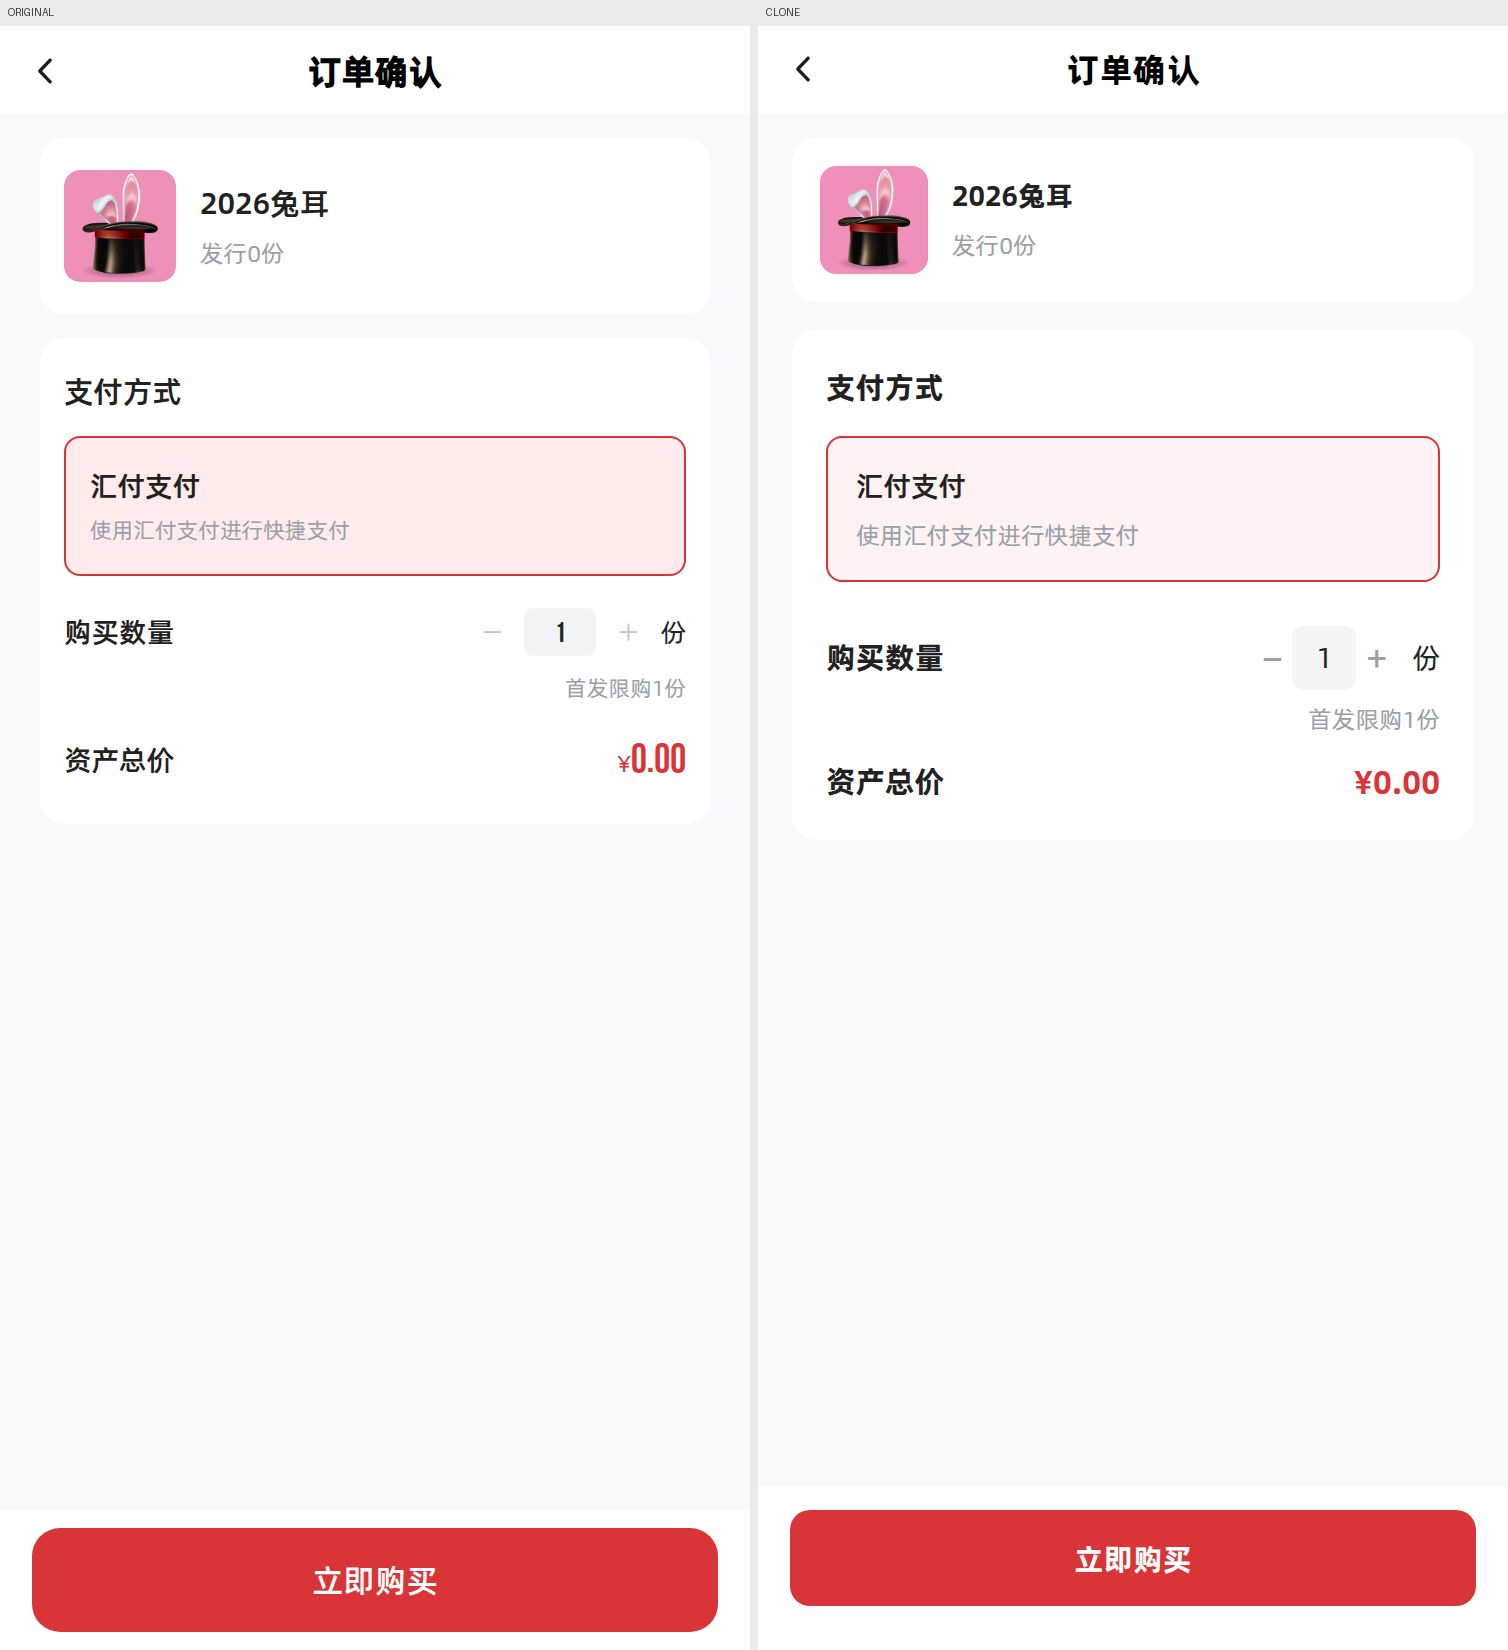 ORIGINAL
订单确认
2026兔耳
发行0份
支付方式
汇付支付
使用汇付支付进行快捷支付
购买数量 − 1 + 份
首发限购1份
资产总价 ¥0.00
立即购买
CLONE
订单确认
2026兔耳
发行0份
支付方式
汇付支付
使用汇付支付进行快捷支付
购买数量 − 1 + 份
首发限购1份
资产总价 ¥0.00
立即购买